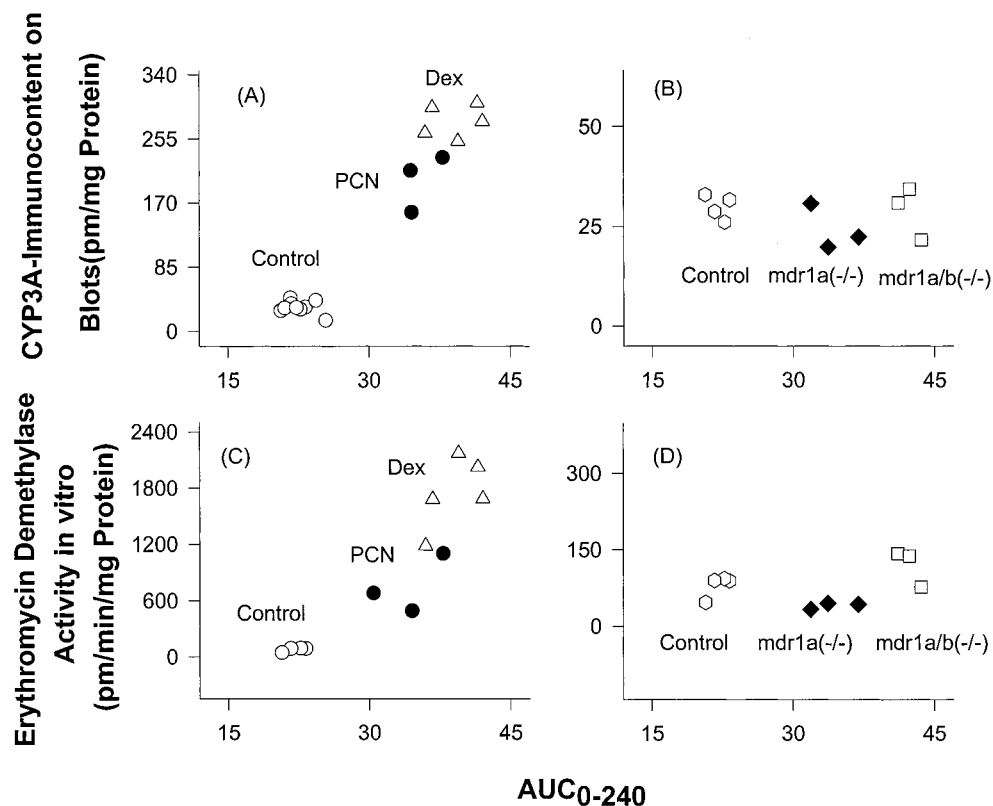 CYP3A-Immunocontent on
Blots(pm/mg Protein)
(A)
Dex
PCN
Control
340
255
170
85
0
15 30 45
(B)
Control mdr1a(-/-) mdr1a/b(-/-)
50
25
0
15 30 45
Erythromycin Demethylase
Activity in vitro
(pm/min/mg Protein)
(C)
Dex
PCN
Control
2400
1800
1200
600
0
15 30 45
(D)
Control mdr1a(-/-) mdr1a/b(-/-)
300
150
0
15 30 45
AUC0-240